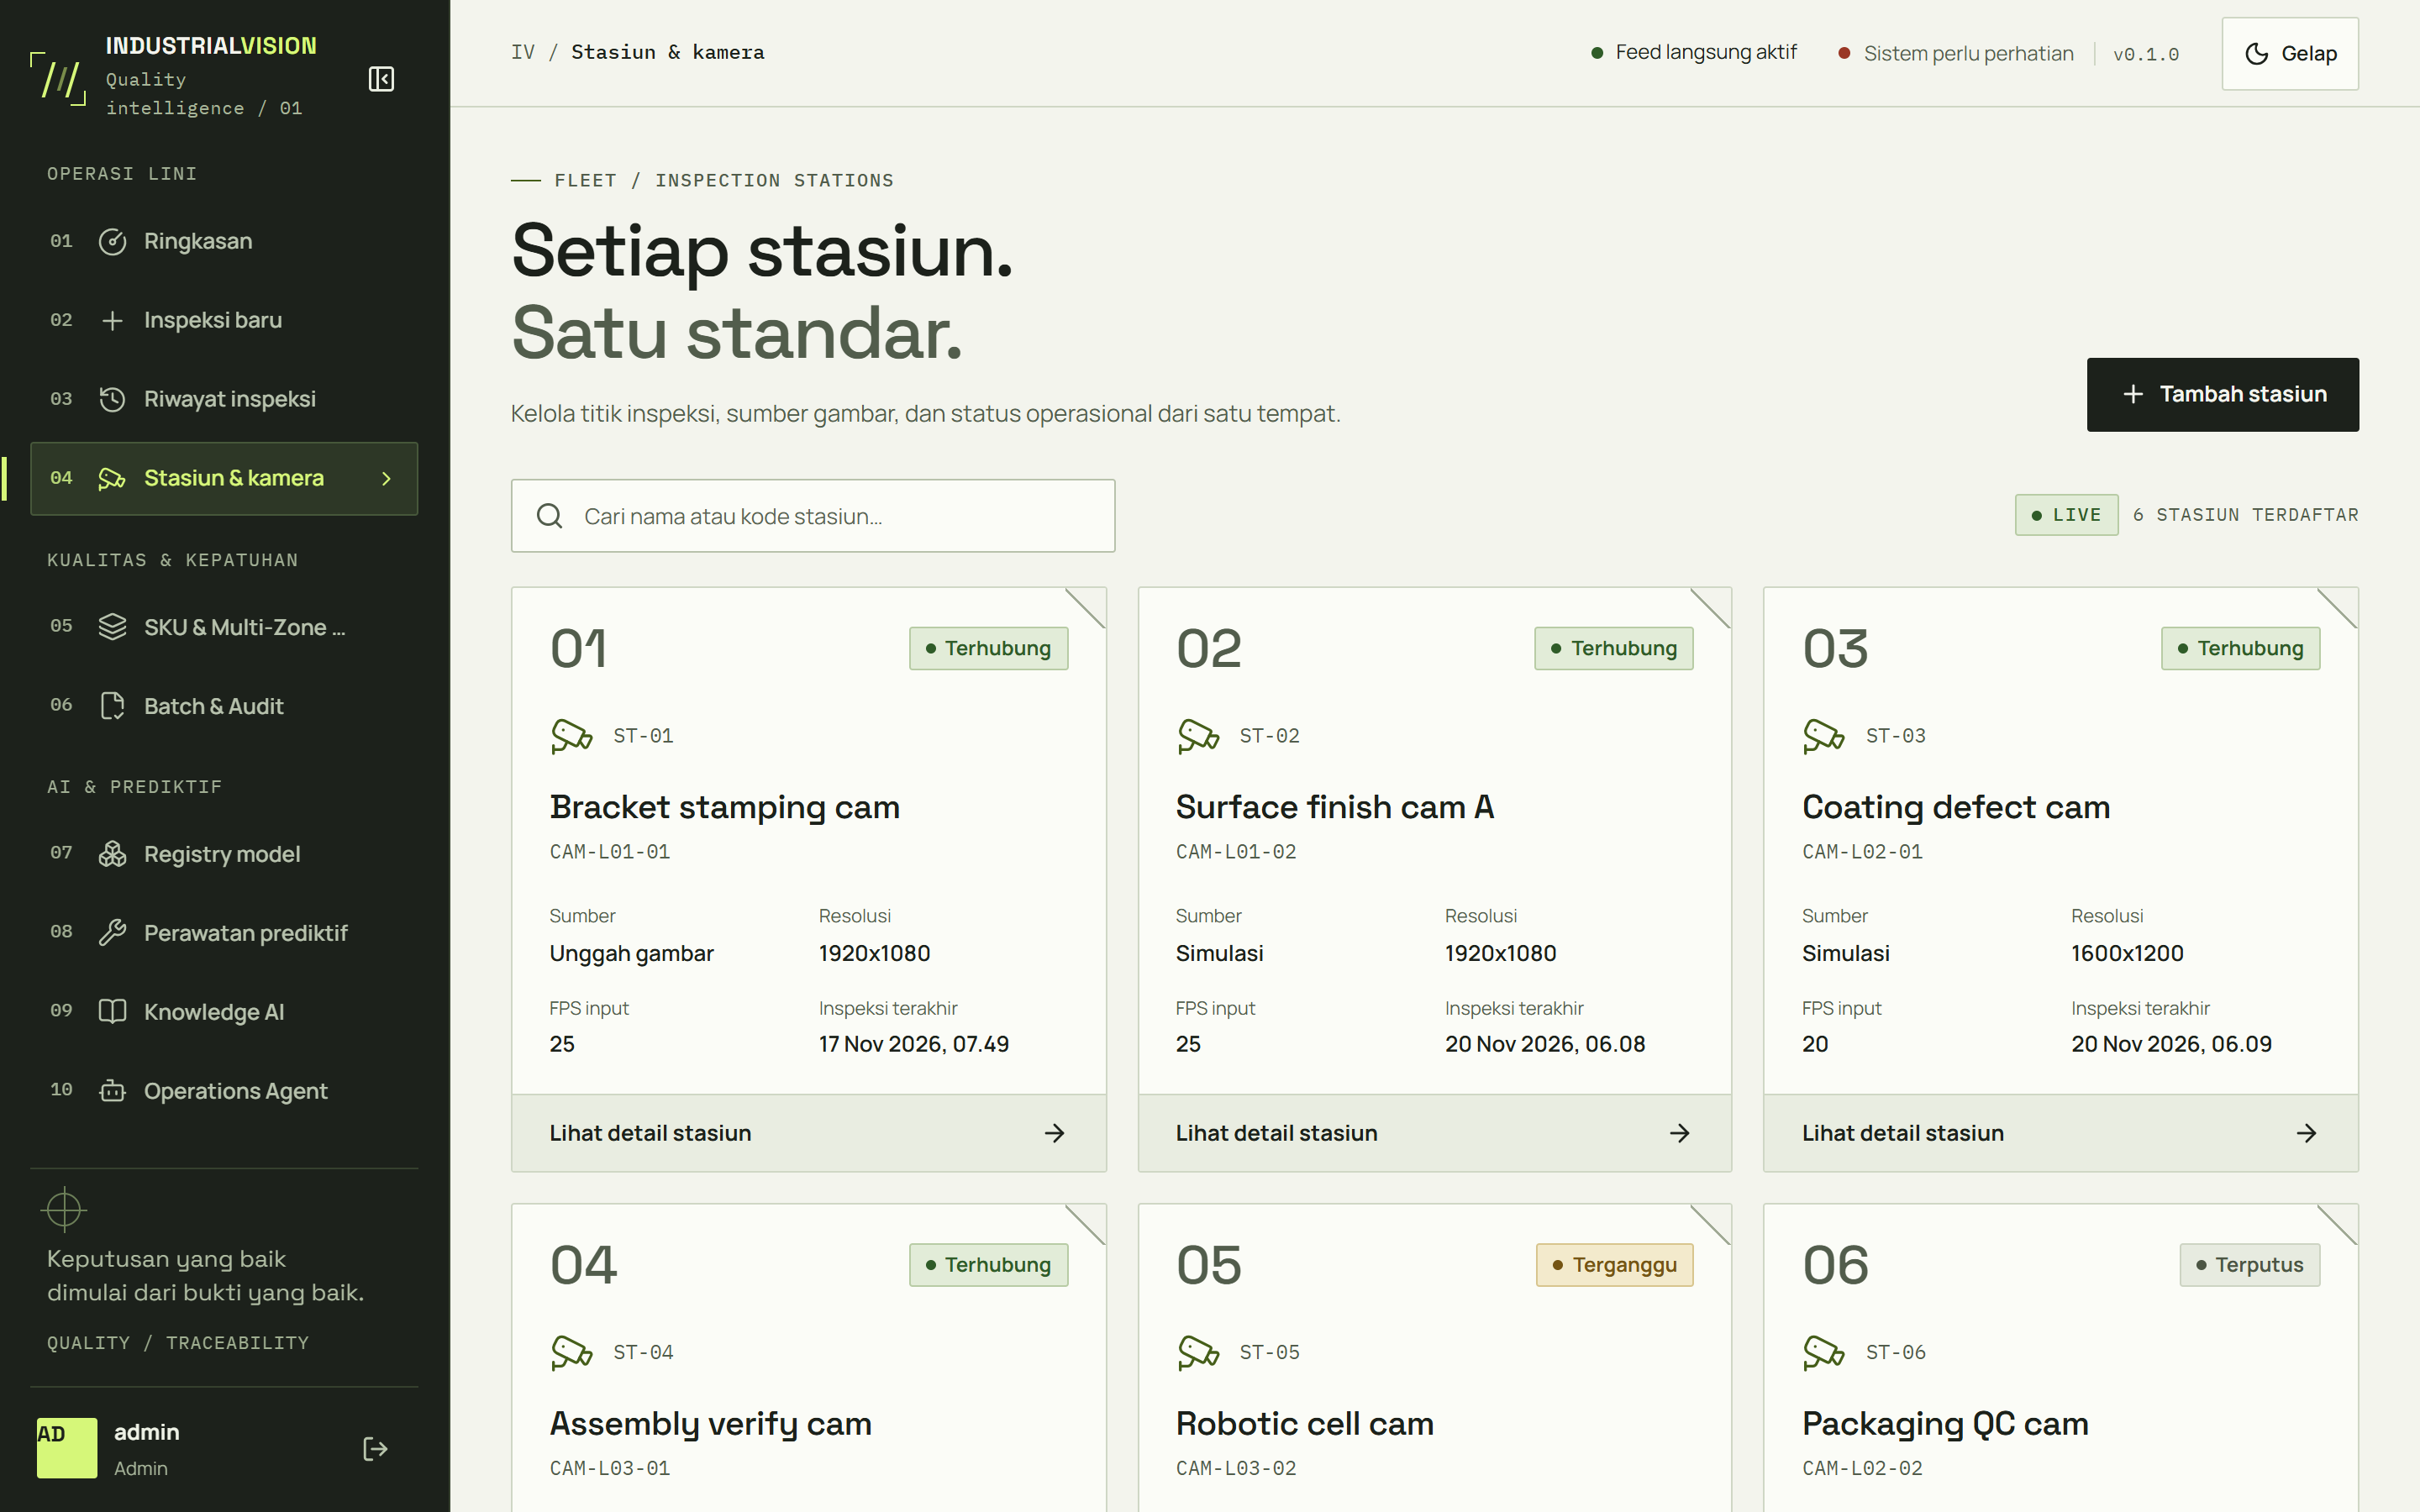 INDUSTRIALVISION
Quality
intelligence / 01
OPERASI LINI
01 Ringkasan
02 Inspeksi baru
03 Riwayat inspeksi
04 Stasiun & kamera
KUALITAS & KEPATUHAN
05 SKU & Multi-Zone ...
06 Batch & Audit
AI & PREDIKTIF
07 Registry model
08 Perawatan prediktif
09 Knowledge AI
10 Operations Agent
Keputusan yang baik
dimulai dari bukti yang baik.
QUALITY / TRACEABILITY
AD
admin
Admin
IV / Stasiun & kamera
Feed langsung aktif
Sistem perlu perhatian
v0.1.0
Gelap
FLEET / INSPECTION STATIONS
Setiap stasiun.
Satu standar.
Kelola titik inspeksi, sumber gambar, dan status operasional dari satu tempat.
Tambah stasiun
Cari nama atau kode stasiun...
LIVE
6 STASIUN TERDAFTAR
01
Terhubung
ST-01
Bracket stamping cam
CAM-L01-01
Sumber
Resolusi
Unggah gambar
1920x1080
FPS input
Inspeksi terakhir
25
17 Nov 2026, 07.49
Lihat detail stasiun
02
Terhubung
ST-02
Surface finish cam A
CAM-L01-02
Sumber
Resolusi
Simulasi
1920x1080
FPS input
Inspeksi terakhir
25
20 Nov 2026, 06.08
Lihat detail stasiun
03
Terhubung
ST-03
Coating defect cam
CAM-L02-01
Sumber
Resolusi
Simulasi
1600x1200
FPS input
Inspeksi terakhir
20
20 Nov 2026, 06.09
Lihat detail stasiun
04
Terhubung
ST-04
Assembly verify cam
CAM-L03-01
05
Terganggu
ST-05
Robotic cell cam
CAM-L03-02
06
Terputus
ST-06
Packaging QC cam
CAM-L02-02